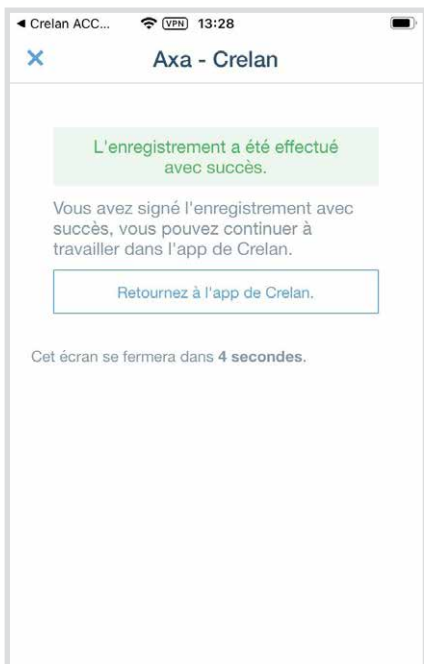 ◀ Crelan ACC... VPN 13:28
× Axa - Crelan
L'enregistrement a été effectué
avec succès.
Vous avez signé l'enregistrement avec
succès, vous pouvez continuer à
travailler dans l'app de Crelan.
Retournez à l'app de Crelan.
Cet écran se fermera dans 4 secondes.